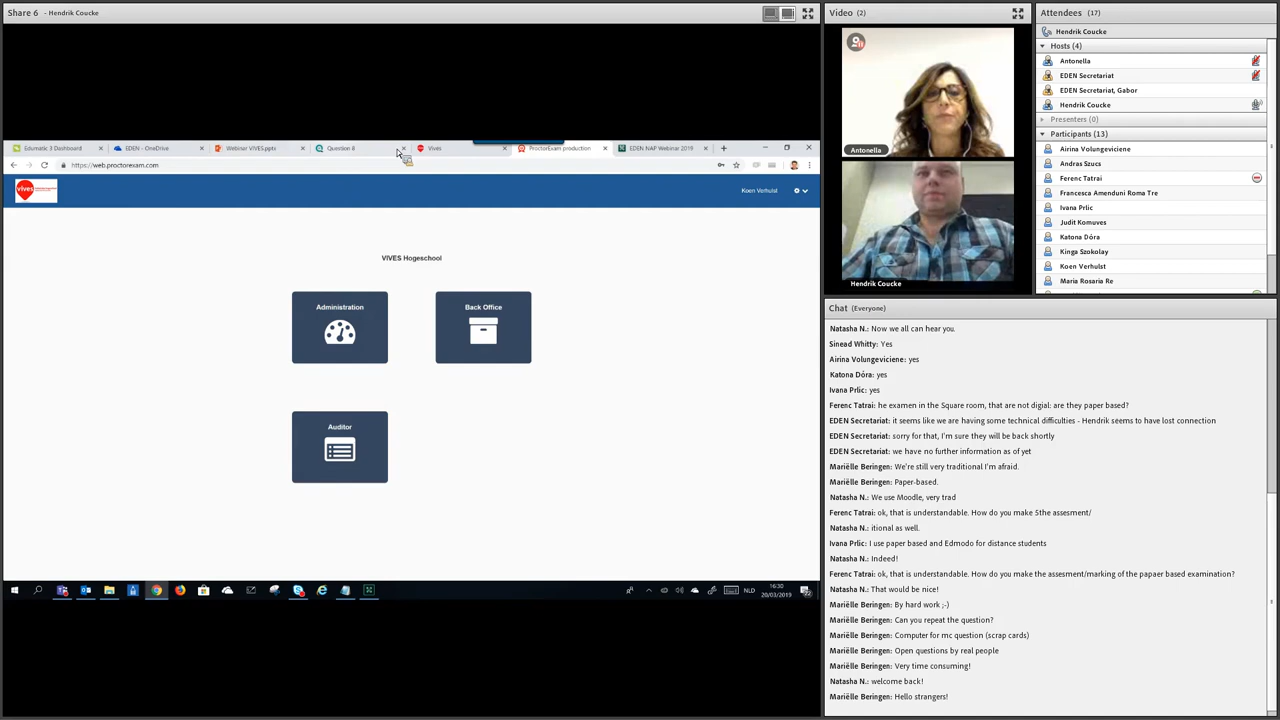 Share 6 - Hendrik Coucke
Edumatic 3 Dashboard
EDEN - OneDrive
Webinar VIVES.pptx
Question 8
Vives
ProctorExam production
EDEN NAP Webinar 2019
https://web.proctorexam.com
vives
Koen Verhulst
VIVES Hogeschool
Administration
Back Office
Auditor
NLD
16:30
20/03/2019
Video (2)
Antonella
Hendrik Coucke
Attendees (17)
Hendrik Coucke
Hosts (4)
Antonella
EDEN Secretariat
EDEN Secretariat, Gabor
Hendrik Coucke
Presenters (0)
Participants (13)
Airina Volungeviciene
Andras Szucs
Ferenc Tatrai
Francesca Amenduni Roma Tre
Ivana Prlic
Judit Komuves
Katona Dóra
Kinga Szokolay
Koen Verhulst
Maria Rosaria Re
Chat (Everyone)
Natasha N.: Now we all can hear you.
Sinead Whitty: Yes
Airina Volungeviciene: yes
Katona Dóra: yes
Ivana Prlic: yes
Ferenc Tatrai: he examen in the Square room, that are not digial: are they paper based?
EDEN Secretariat: it seems like we are having some technical difficulties - Hendrik seems to have lost connection
EDEN Secretariat: sorry for that, I'm sure they will be back shortly
EDEN Secretariat: we have no further information as of yet
Mariëlle Beringen: We're still very traditional I'm afraid.
Mariëlle Beringen: Paper-based.
Natasha N.: We use Moodle, very trad
Ferenc Tatrai: ok, that is understandable. How do you make 5the assesment/
Natasha N.: itional as well.
Ivana Prlic: I use paper based and Edmodo for distance students
Natasha N.: Indeed!
Ferenc Tatrai: ok, that is understandable. How do you make the assesment/marking of the papaer based examination?
Natasha N.: That would be nice!
Mariëlle Beringen: By hard work ;-)
Mariëlle Beringen: Can you repeat the question?
Mariëlle Beringen: Computer for mc question (scrap cards)
Mariëlle Beringen: Open questions by real people
Mariëlle Beringen: Very time consuming!
Natasha N.: welcome back!
Mariëlle Beringen: Hello strangers!